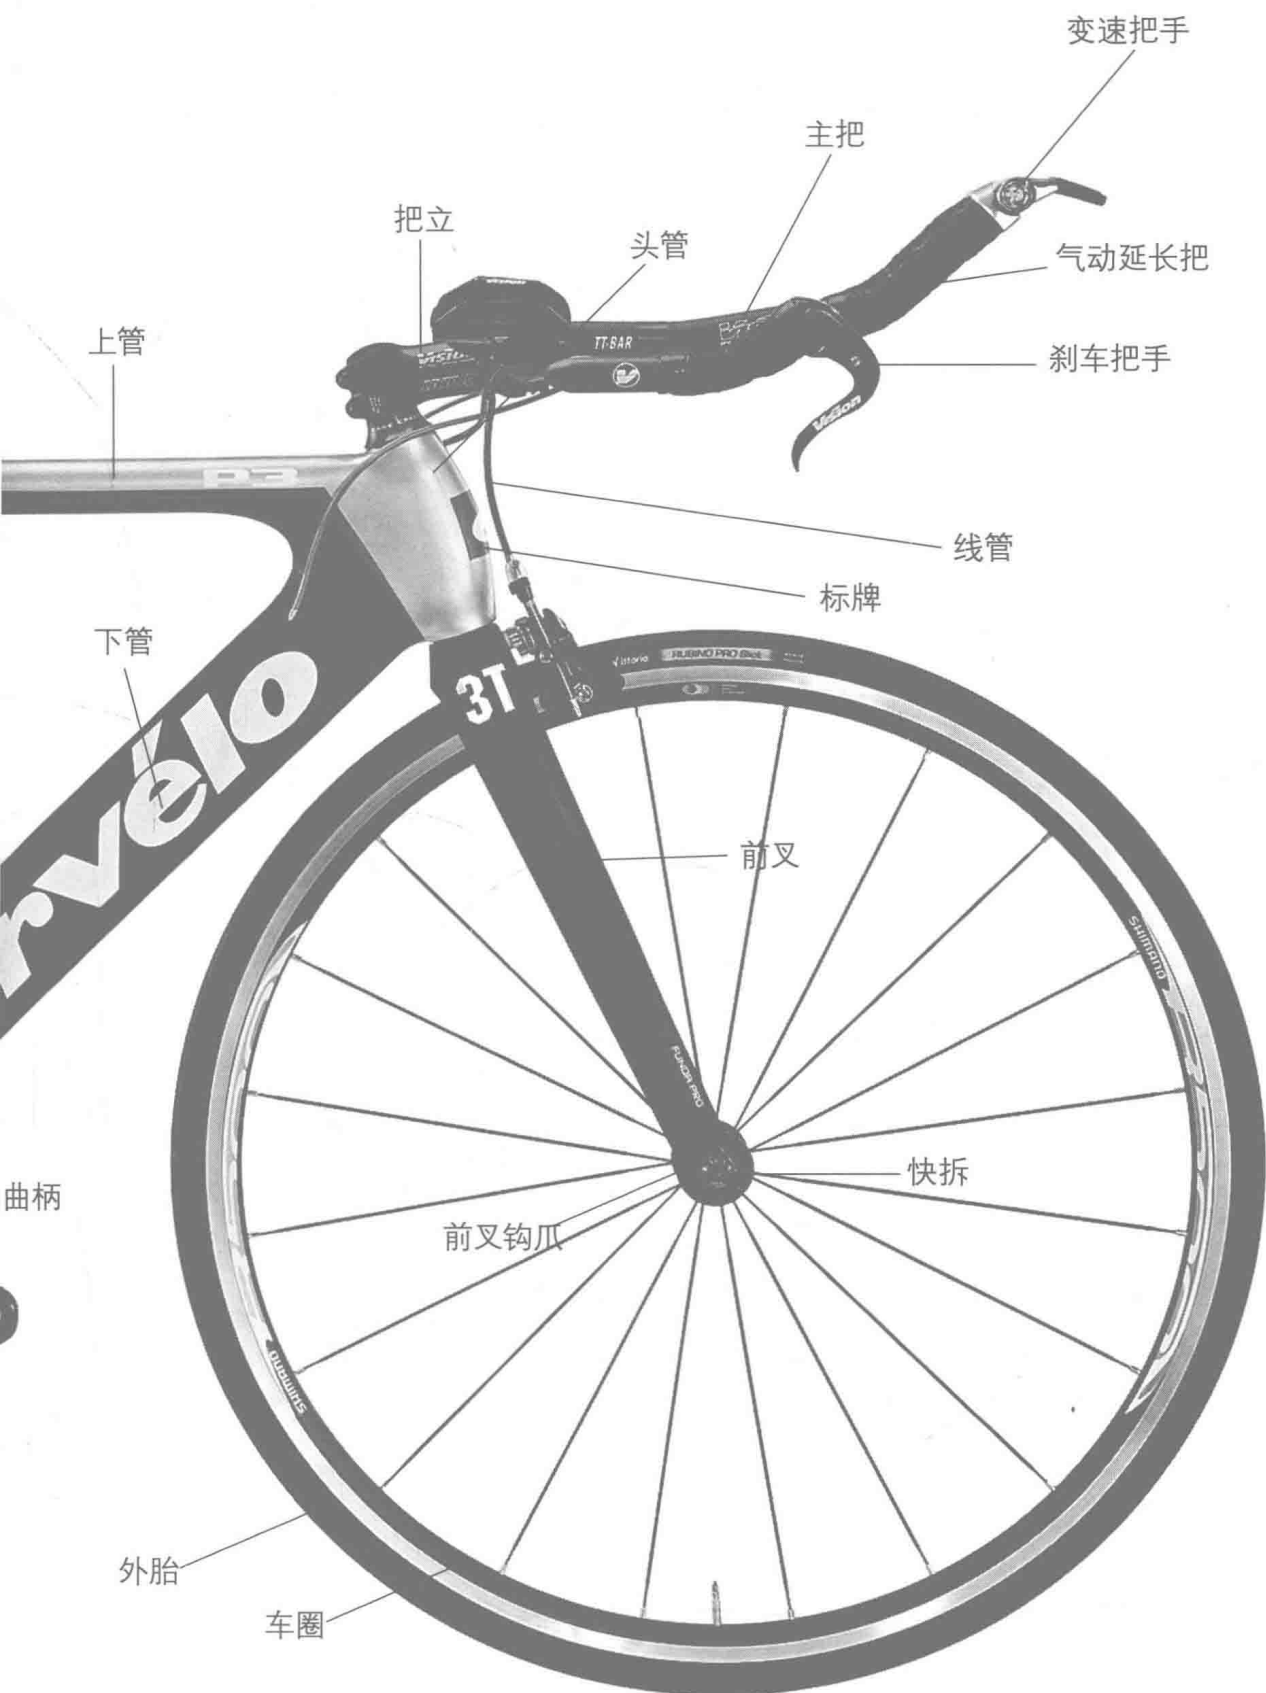 变速把手
主把
把立
头管
气动延长把
上管
刹车把手
TT-BAR
Vision
Vision
P3
线管
标牌
下管
Vittoria RUBINO PRO Slick
3T
rvélo
前叉
SHIMANO
FUNDA PRO
快拆
曲柄
前叉钩爪
SHIMANO
外胎
车圈